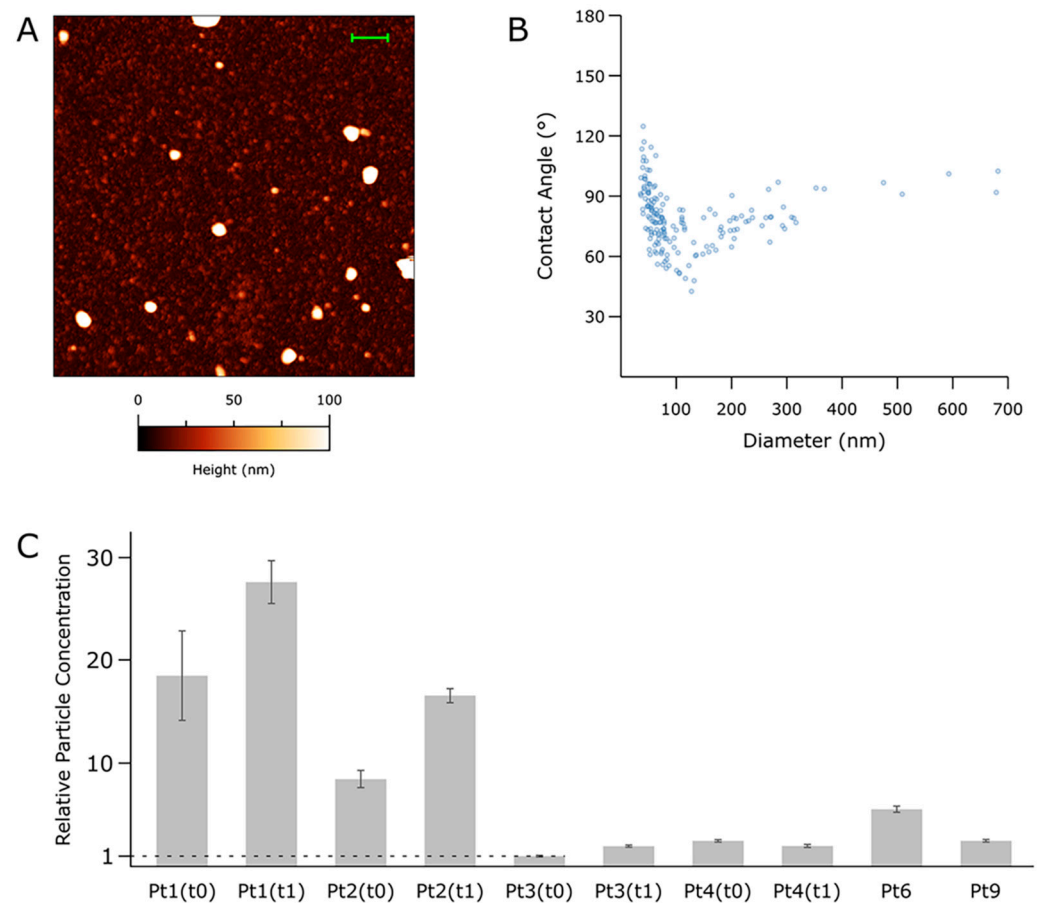 A
0 50 100
Height (nm)
B
180
150
120
90
60
30
Contact Angle (°)
100 200 300 400 500 600 700
Diameter (nm)
C
30
20
10
1
Relative Particle Concentration
Pt1(t0) Pt1(t1) Pt2(t0) Pt2(t1) Pt3(t0) Pt3(t1) Pt4(t0) Pt4(t1) Pt6 Pt9